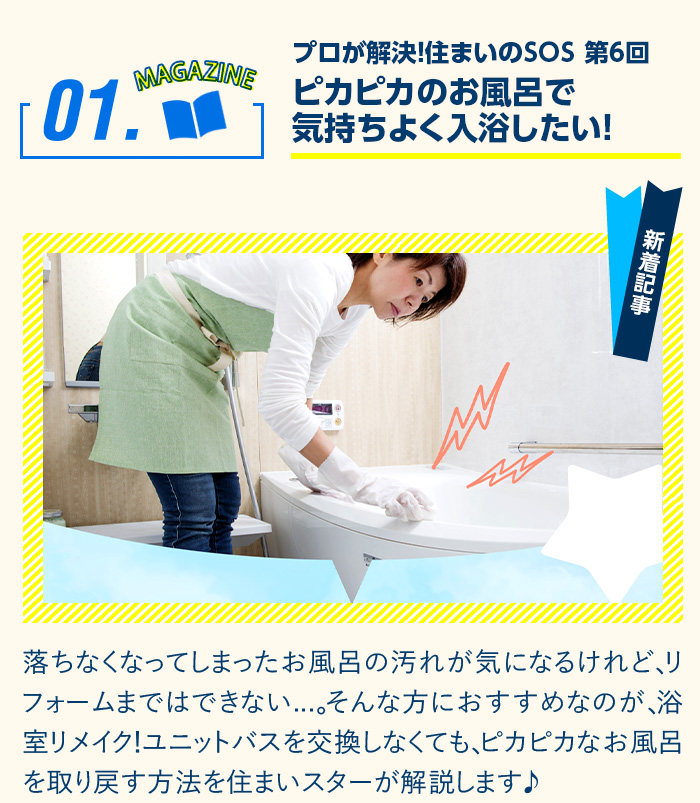 01.
MAGAZINE
プロが解決!住まいのSOS 第6回
ピカピカのお風呂で
気持ちよく入浴したい!
新着記事
落ちなくなってしまったお風呂の汚れが気になるけれど、リ
フォームまではできない...。そんな方におすすめなのが、浴
室リメイク!ユニットバスを交換しなくても、ピカピカなお風呂
を取り戻す方法を住まいスターが解説します♪